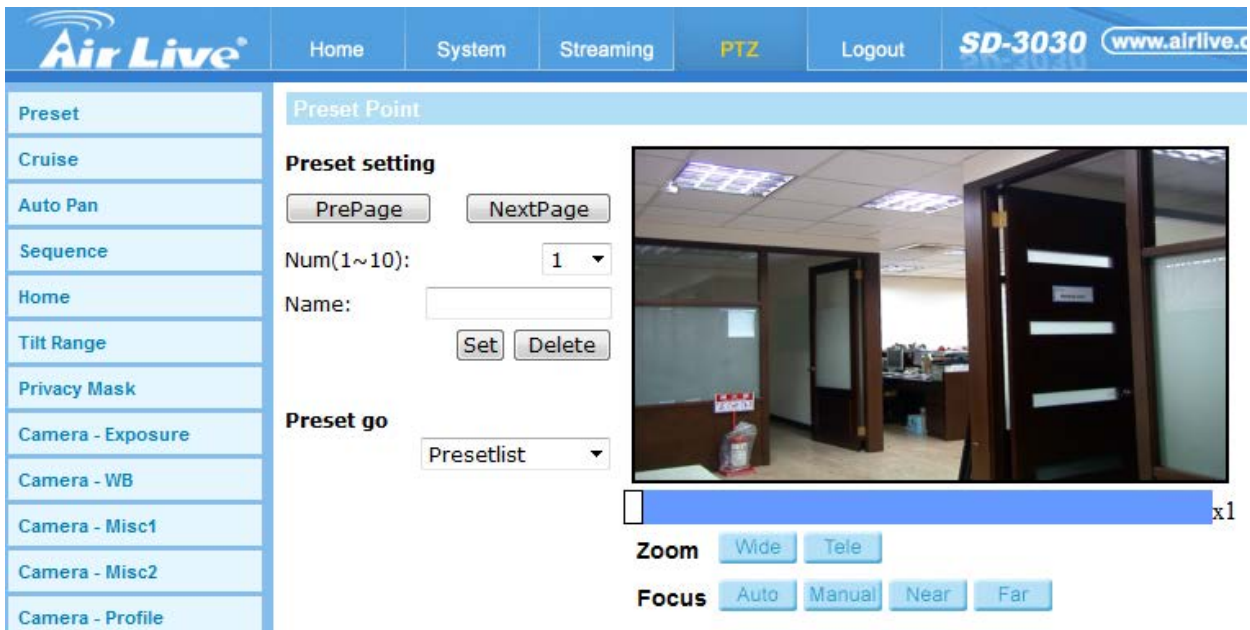 Air Live®
Home
System
Streaming
PTZ
Logout
SD-3030
www.airlive.c
Preset
Cruise
Auto Pan
Sequence
Home
Tilt Range
Privacy Mask
Camera - Exposure
Camera - WB
Camera - Misc1
Camera - Misc2
Camera - Profile
Preset Point
Preset setting
PrePage
NextPage
Num(1~10):
1
Name:
Set
Delete
Preset go
Presetlist
x1
Zoom
Wide
Tele
Focus
Auto
Manual
Near
Far